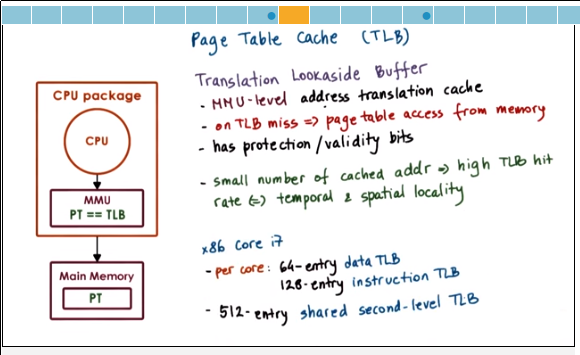 Page Table Cache (TLB)
Translation Lookaside Buffer
- MMU-level address translation cache
- on TLB miss => page table access from memory
- has protection/validity bits
- small number of cached addr => high TLB hit
rate (=) temporal & spatial locality
x86 Core i7
- per core: 64-entry data TLB
128-entry instruction TLB
- 512-entry shared second-level TLB
CPU package
CPU
MMU
PT == TLB
Main Memory
PT